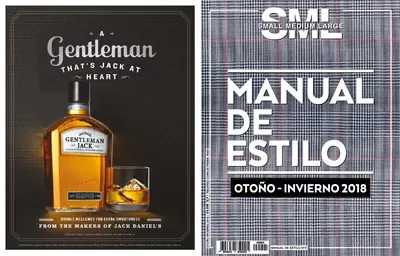 A
Gentleman
THAT'S JACK AT
HEART
GENTLEMAN
JACK
DOUBLE MELLOWED FOR EXTRA SMOOTHNESS
FROM THE MAKERS OF JACK DANIEL'S
SML
SMALL MEDIUM LARGE
MANUAL
DE
ESTILO
OTOÑO - INVIERNO 2018